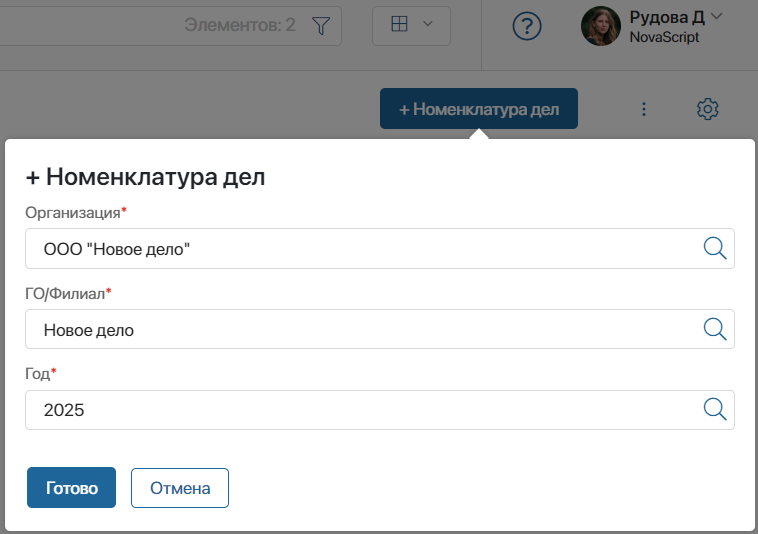 Элементов: 2
?
Рудова Д
NovaScript
+ Номенклатура дел
+ Номенклатура дел
Организация*
ООО "Новое дело"
ГО/Филиал*
Новое дело
Год*
2025
Готово
Отмена